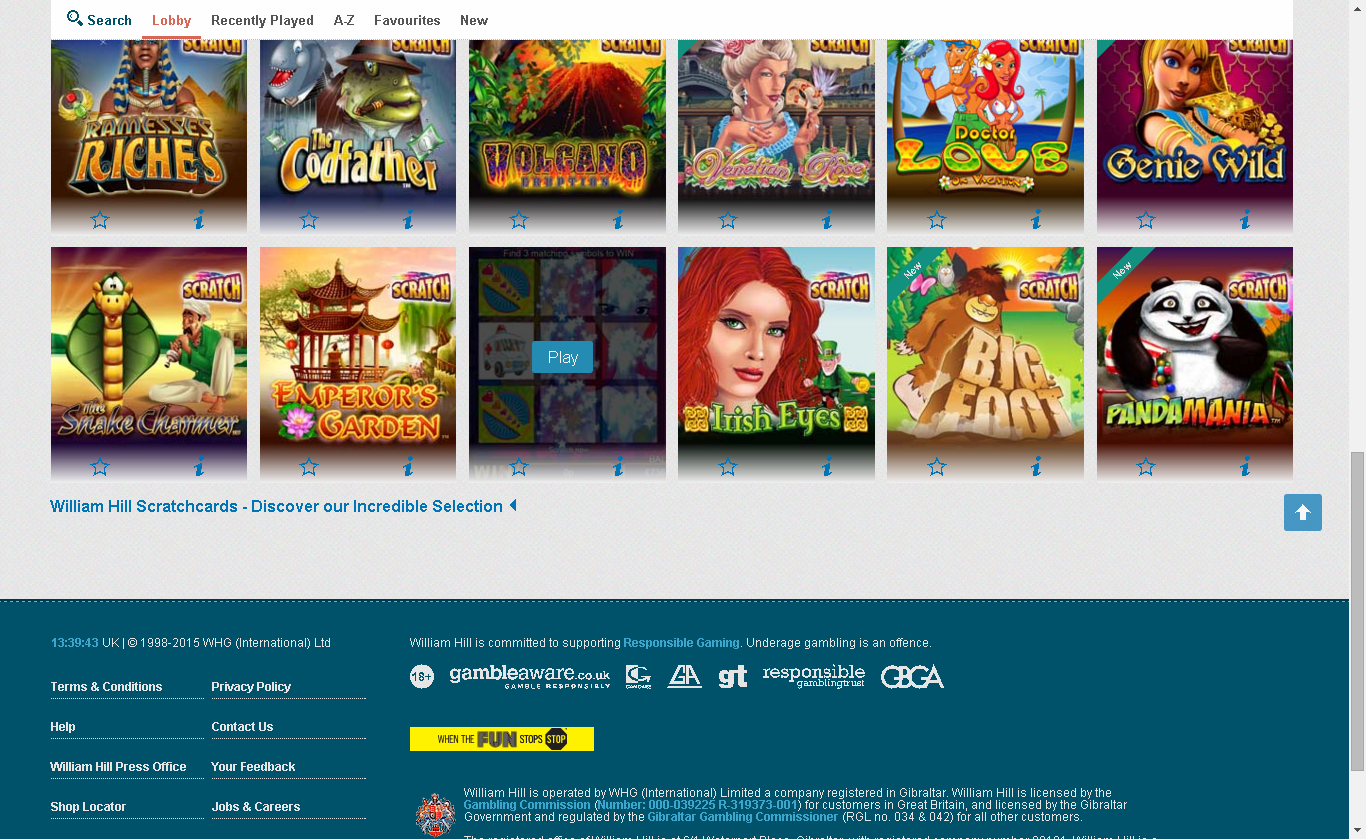 Search Lobby Recently Played A-Z Favourites New
SCRATCH SCRATCH SCRATCH SCRATCH SCRATCH SCRATCH
RAMESSES
RICHES
The
Codfather
VOLCANO
ERUPTION
Venetian Rose
Doctor
LOVE
ON VACATION
Genie Wild
SCRATCH
The
Snake Charmer
SCRATCH
EMPEROR'S
GARDEN
Find 3 matching symbols to WIN
Play
SCRATCH
Irish Eyes
New
SCRATCH
BIG
FOOT
New
SCRATCH
PANDAMANIA
William Hill Scratchcards - Discover our Incredible Selection
13:39:43 UK | © 1998-2015 WHG (International) Ltd
Terms & Conditions Privacy Policy
Help Contact Us
William Hill Press Office Your Feedback
Shop Locator Jobs & Careers
William Hill is committed to supporting Responsible Gaming. Underage gambling is an offence.
18+ gambleaware.co.uk
GAMBLE RESPONSIBLY
GAMCARE
GA
gt
responsible
gamblingtrust
GBGA
WHEN THE FUN STOPS STOP
William Hill is operated by WHG (International) Limited a company registered in Gibraltar. William Hill is licensed by the
Gambling Commission (Number: 000-039225 R-319373-001) for customers in Great Britain, and licensed by the Gibraltar
Government and regulated by the Gibraltar Gambling Commissioner (RGL no. 034 & 042) for all other customers.